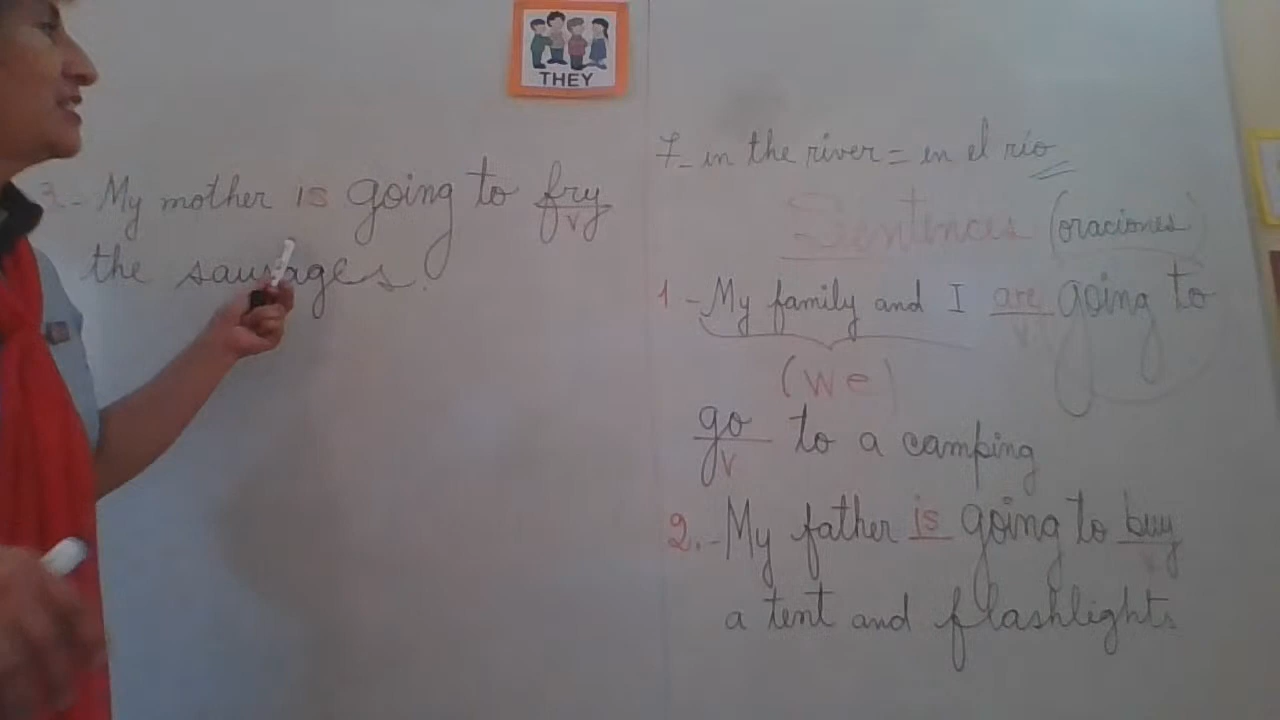 THEY
3- My mother is going to fry
v
the sausages.
7- in the river = en el río
Sentences (oraciones)
1- My family and I are going to
v
(We)
go to a camping
v
2.- My father is going to buy
v
a tent and flashlights